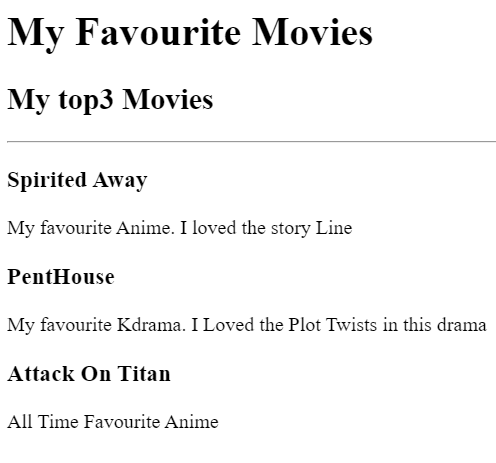 My Favourite Movies
My top3 Movies
Spirited Away
My favourite Anime. I loved the story Line
PentHouse
My favourite Kdrama. I Loved the Plot Twists in this drama
Attack On Titan
All Time Favourite Anime